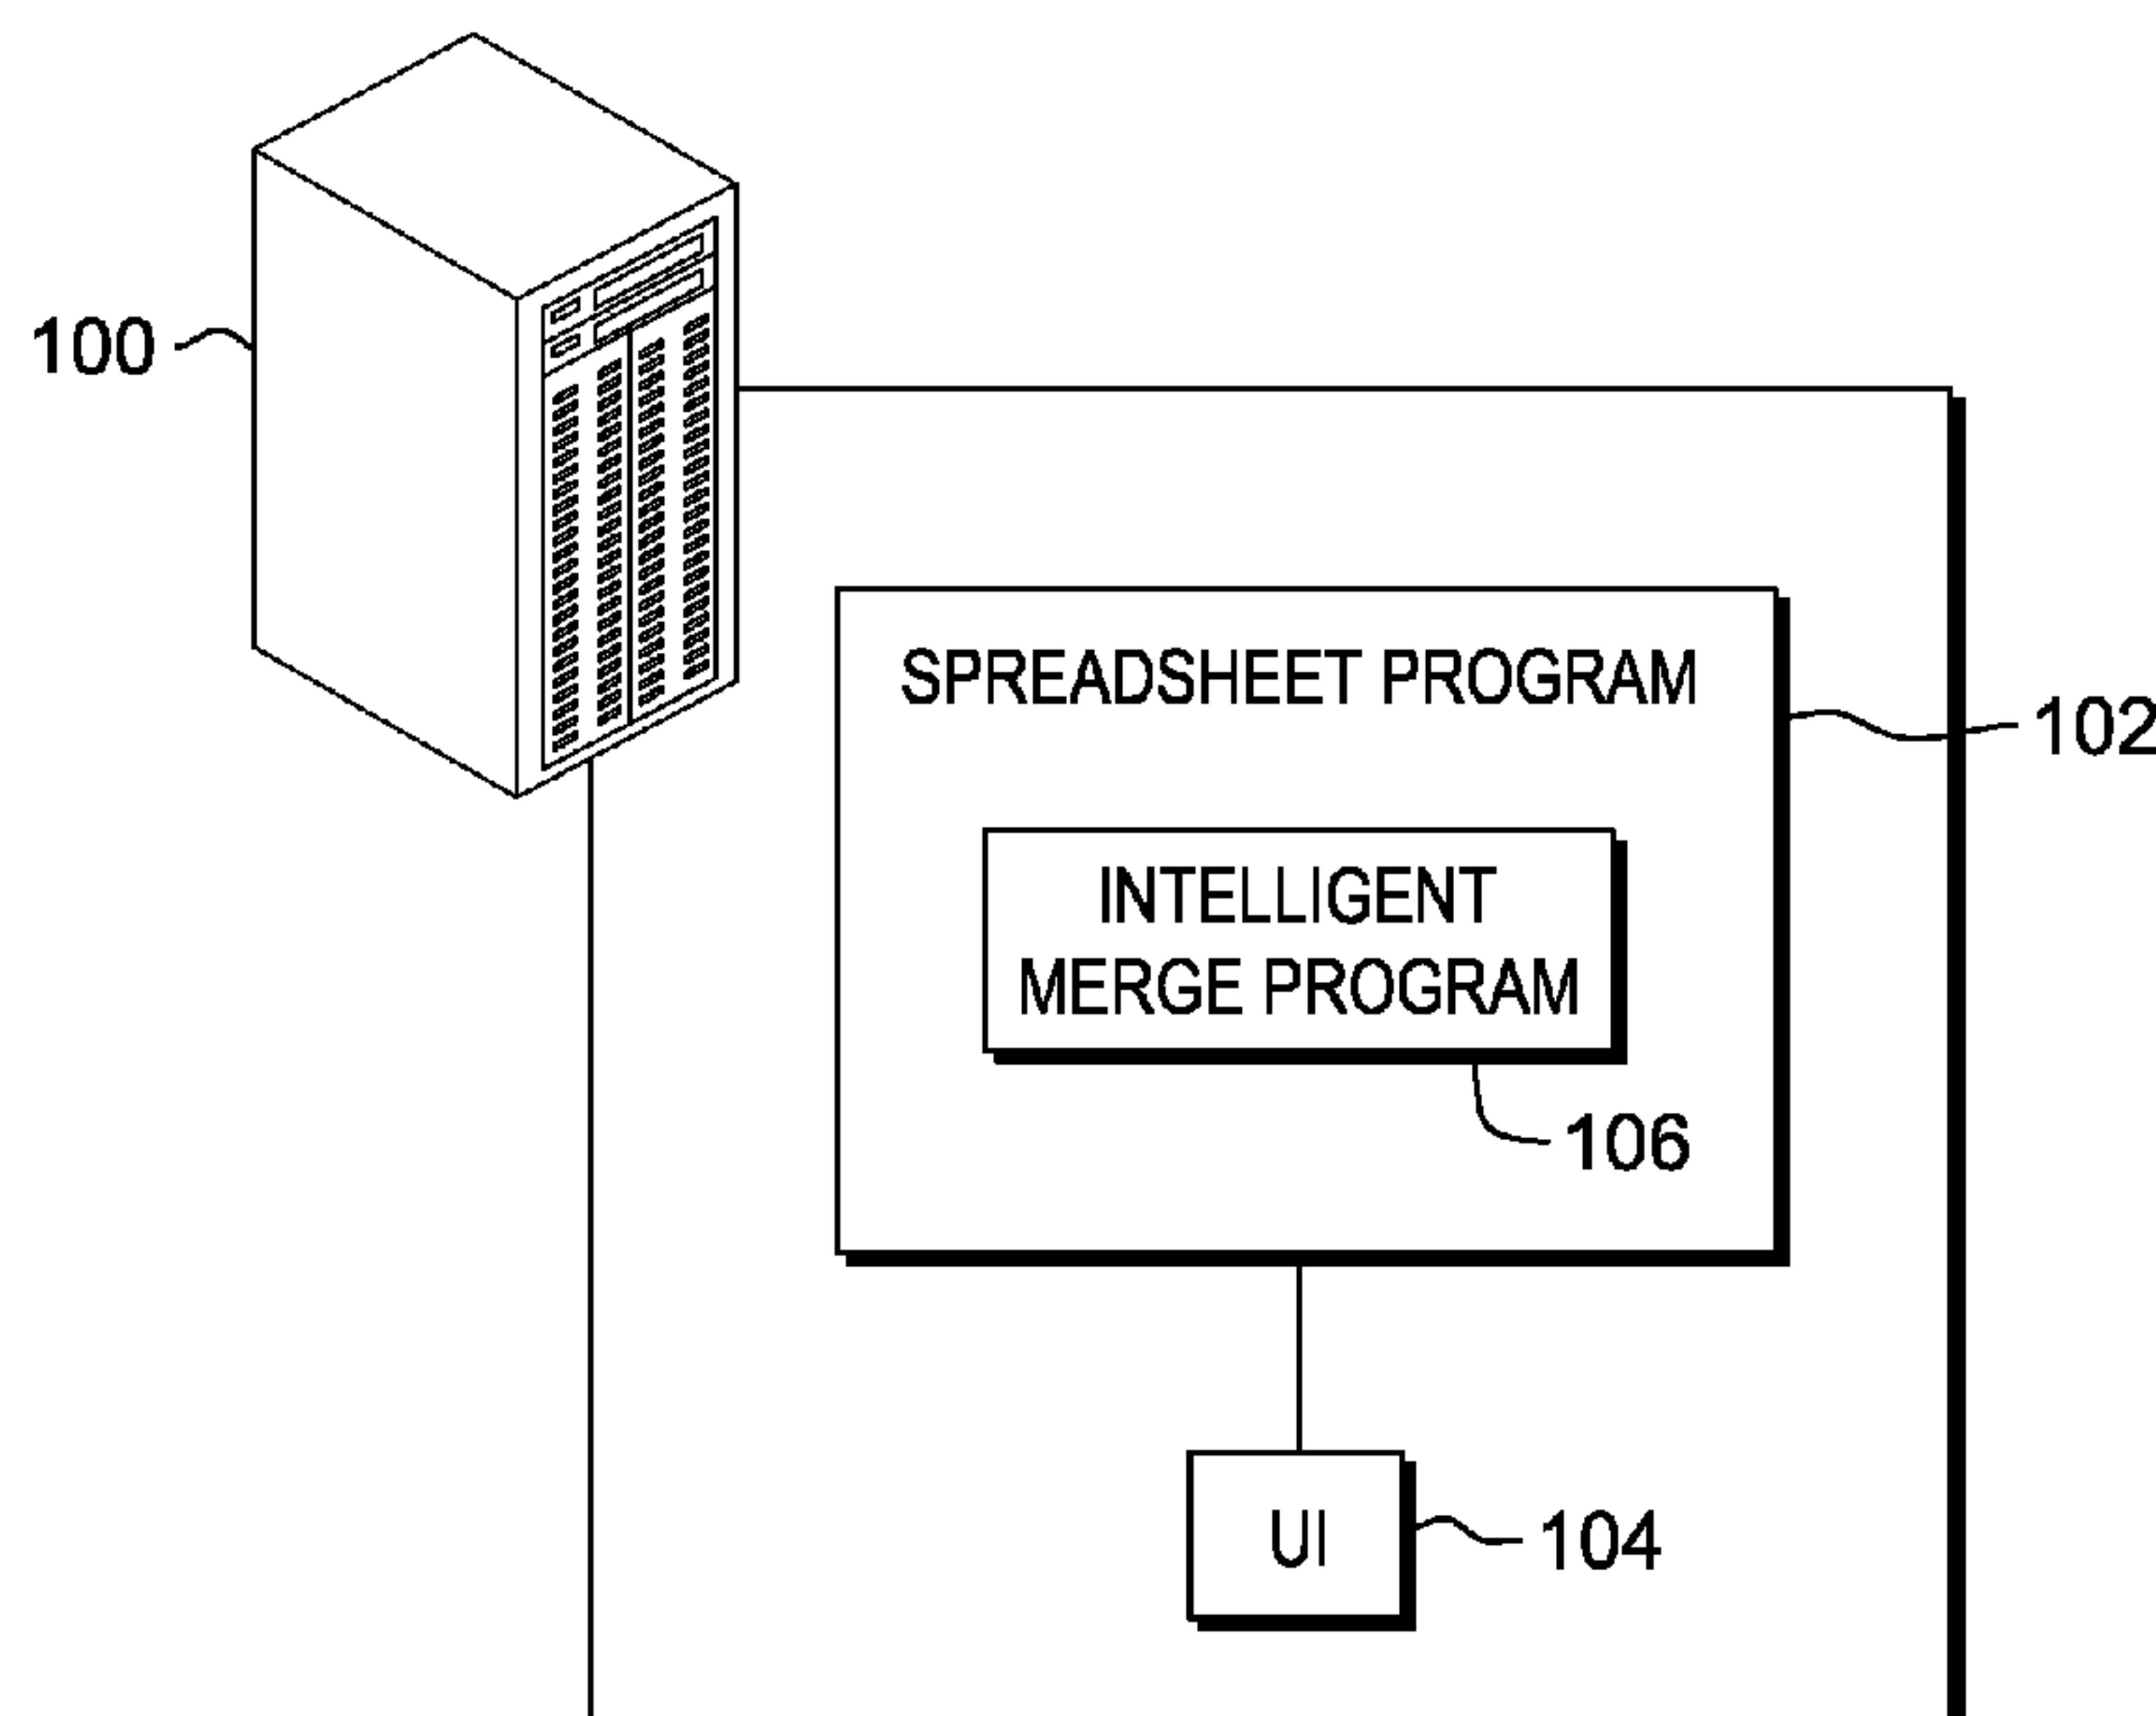 100
SPREADSHEET PROGRAM
102
INTELLIGENT
MERGE PROGRAM
106
UI
104